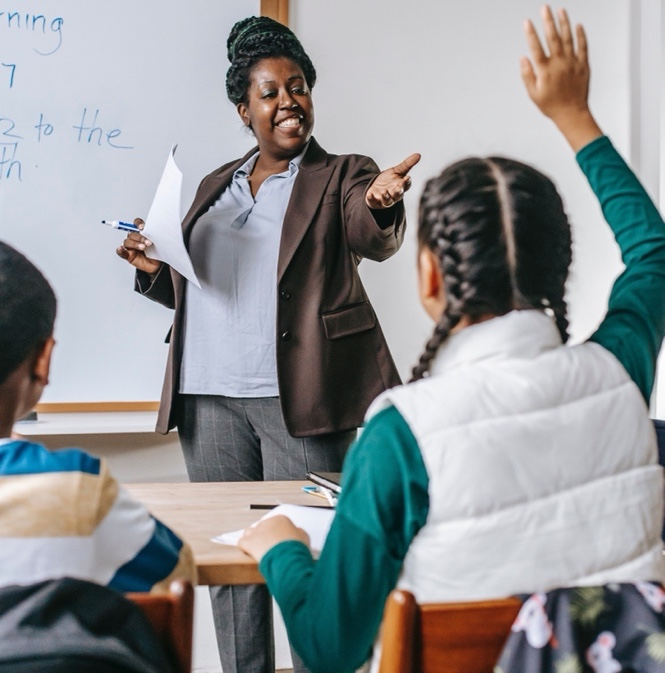 rning
7
2 to the
th.